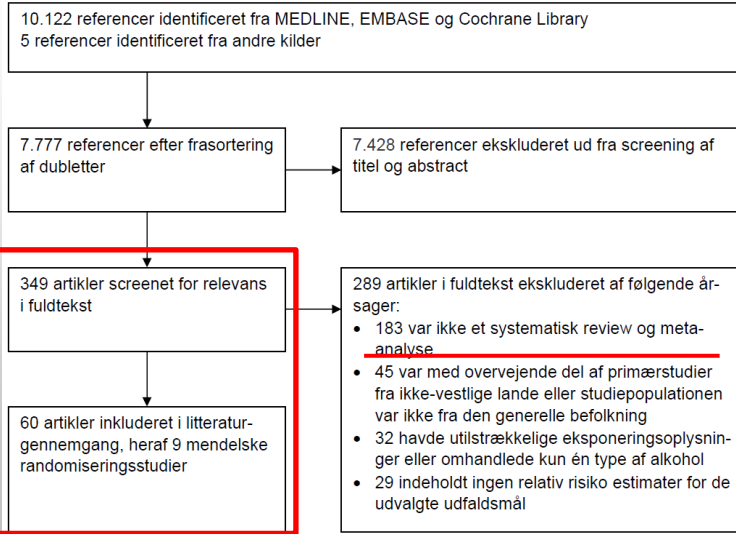 10.122 referencer identificeret fra MEDLINE, EMBASE og Cochrane Library
5 referencer identificeret fra andre kilder
7.777 referencer efter frasortering
af dubletter
7.428 referencer ekskluderet ud fra screening af
titel og abstract
349 artikler screenet for relevans
i fuldtekst
289 artikler i fuldtekst ekskluderet af følgende år-
sager:
• 183 var ikke et systematisk review og meta-
analyse
• 45 var med overvejende del af primærstudier
fra ikke-vestlige lande eller studiepopulationen
var ikke fra den generelle befolkning
• 32 havde utilstrækkelige eksponeringsoplysnin-
ger eller omhandlede kun én type af alkohol
• 29 indeholdt ingen relativ risiko estimater for de
udvalgte udfaldsmål
60 artikler inkluderet i litteratur-
gennemgang, heraf 9 mendelske
randomiseringsstudier